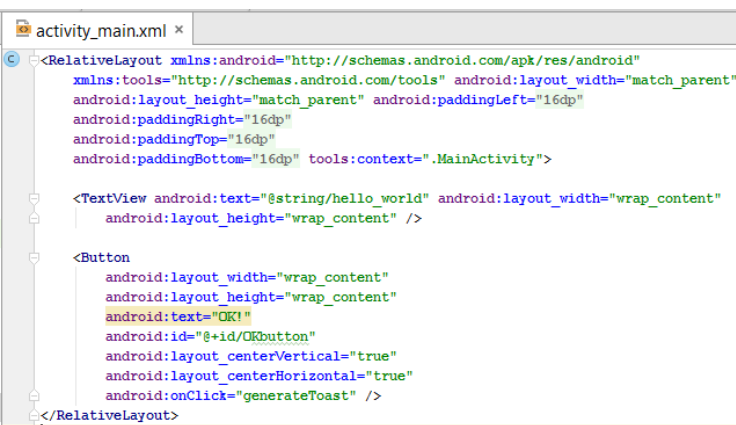 activity_main.xml ×
C <RelativeLayout xmlns:android="http://schemas.android.com/apk/res/android"
xmlns:tools="http://schemas.android.com/tools" android:layout_width="match_parent"
android:layout_height="match_parent" android:paddingLeft="16dp"
android:paddingRight="16dp"
android:paddingTop="16dp"
android:paddingBottom="16dp" tools:context=".MainActivity">
<TextView android:text="@string/hello_world" android:layout_width="wrap_content"
android:layout_height="wrap_content" />
<Button
android:layout_width="wrap_content"
android:layout_height="wrap_content"
android:text="OK!"
android:id="@+id/OKbutton"
android:layout_centerVertical="true"
android:layout_centerHorizontal="true"
android:onClick="generateToast" />
</RelativeLayout>